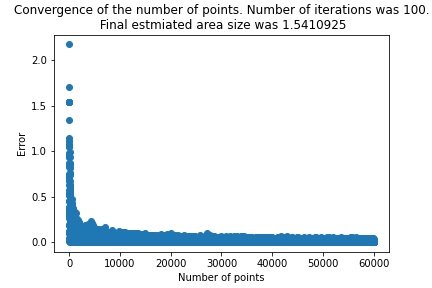 Convergence of the number of points. Number of iterations was 100.
Final estmiated area size was 1.5410925
Error
2.0
1.5
1.0
0.5
0.0
0 10000 20000 30000 40000 50000 60000
Number of points